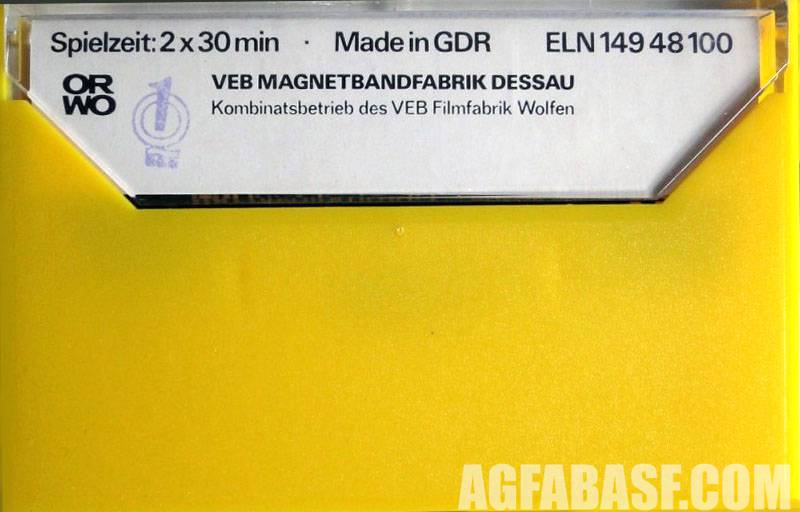 Spielzeit: 2 x 30 min · Made in GDR ELN 149 48 100
ORWO
VEB MAGNETBANDFABRIK DESSAU
Kombinatsbetrieb des VEB Filmfabrik Wolfen
1
AGFABASF.COM